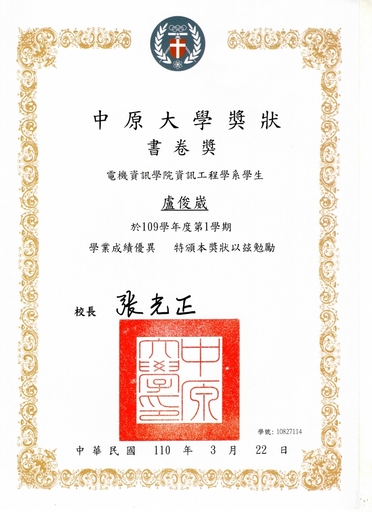 中原大學獎狀
書卷獎
電機資訊學院資訊工程學系學生
盧俊崴
於109學年度第1學期
學業成績優異　特頒本獎狀以茲勉勵
校長 張光正
中原大學印
學號: 10827114
中華民國 110 年 3 月 22 日